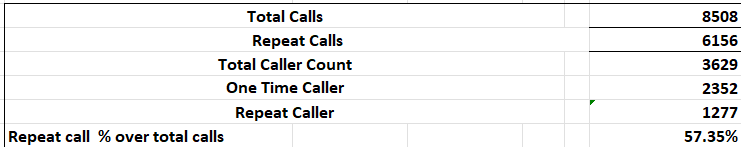 Total Calls 8508
Repeat Calls 6156
Total Caller Count 3629
One Time Caller 2352
Repeat Caller 1277
Repeat call % over total calls 57.35%